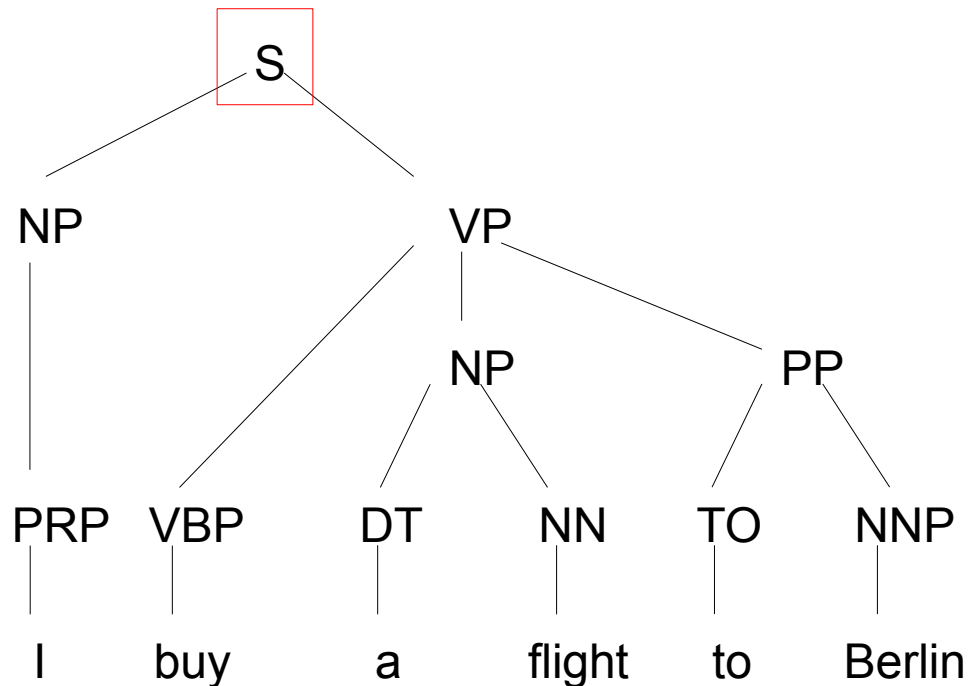 S
NP VP
NP PP
PRP VBP DT NN TO NNP
I buy a flight to Berlin